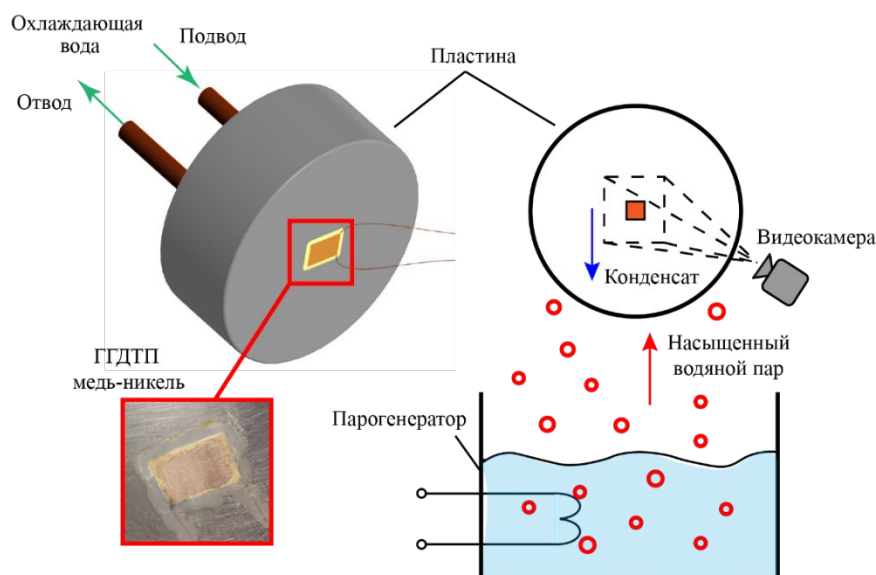 Охлаждающая
вода
Подвод
Отвод
Пластина
Видеокамера
Конденсат
ГГДТП
медь-никель
Насыщенный
водяной пар
Парогенератор